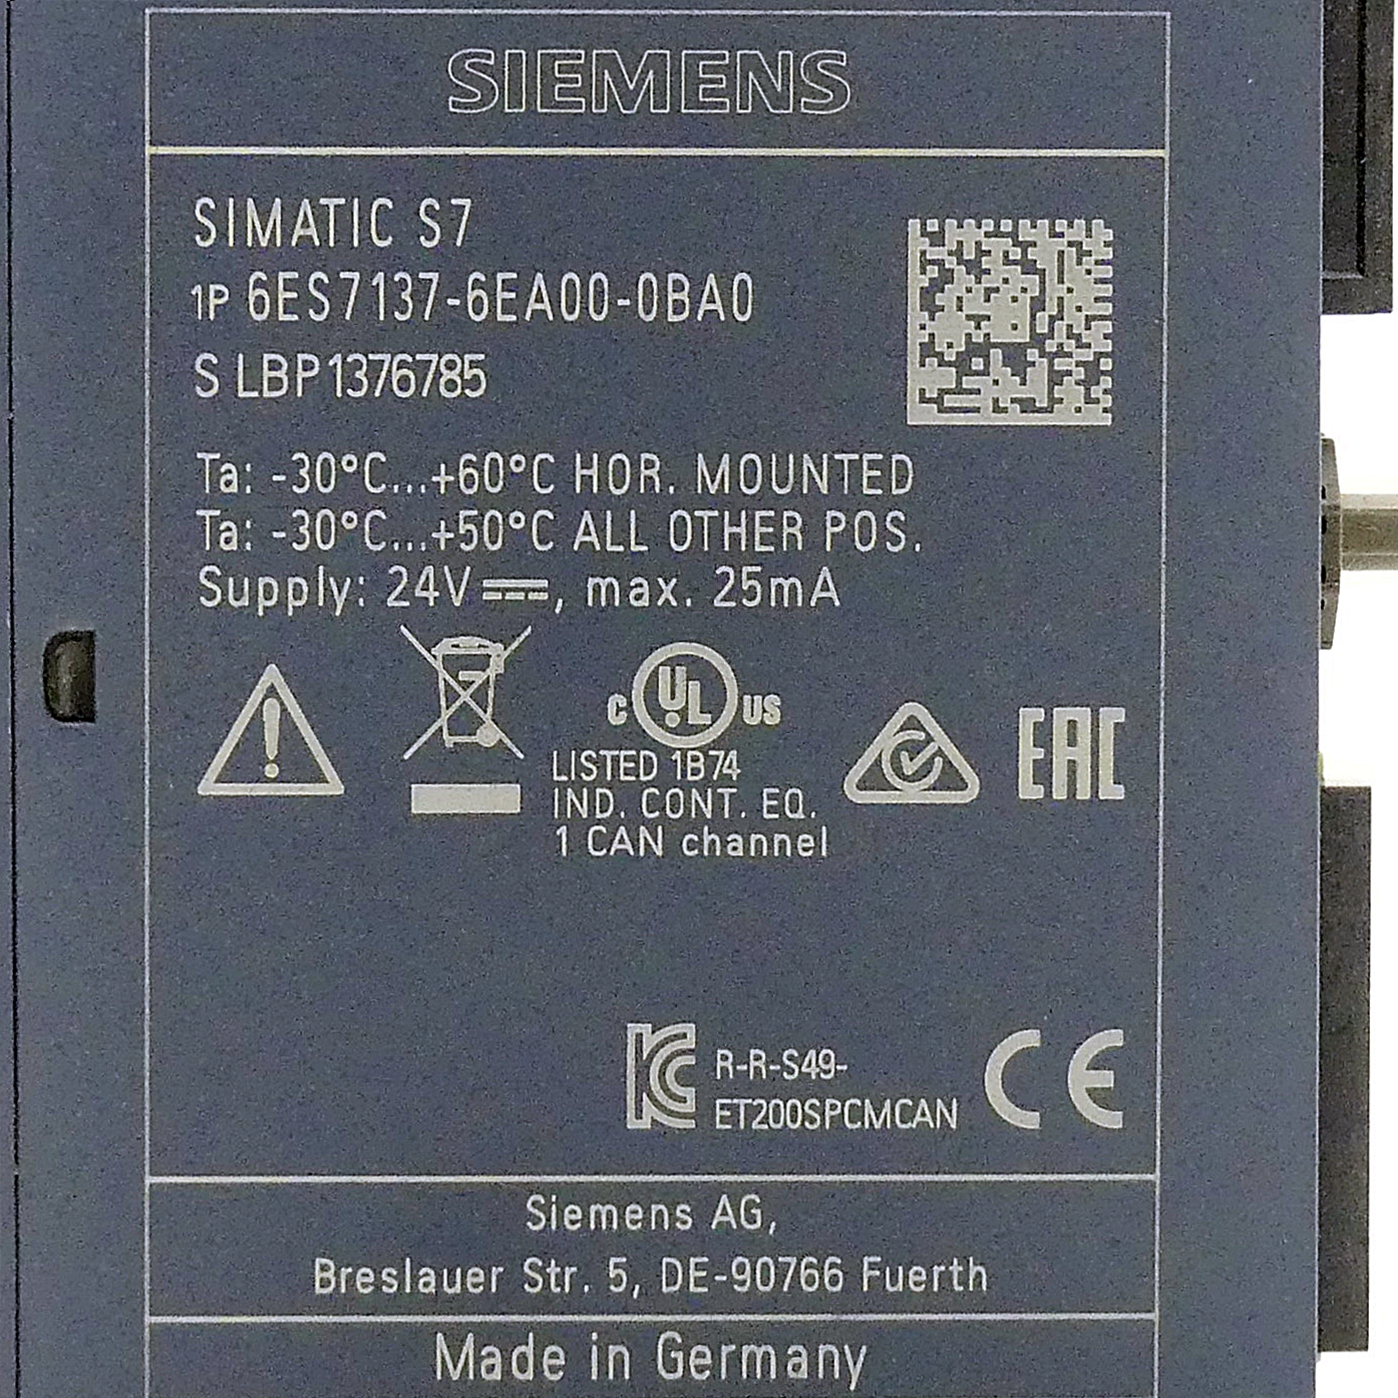 SIEMENS
SIMATIC S7
1P 6ES7137-6EA00-0BA0
S LBP1376785
Ta: -30°C...+60°C HOR. MOUNTED
Ta: -30°C...+50°C ALL OTHER POS.
Supply: 24V⎓, max. 25mA
C UL US
LISTED 1B74
IND. CONT. EQ.
1 CAN channel
EAC
R-R-S49-
ET200SPCMCAN
CE
Siemens AG,
Breslauer Str. 5, DE-90766 Fuerth
Made in Germany